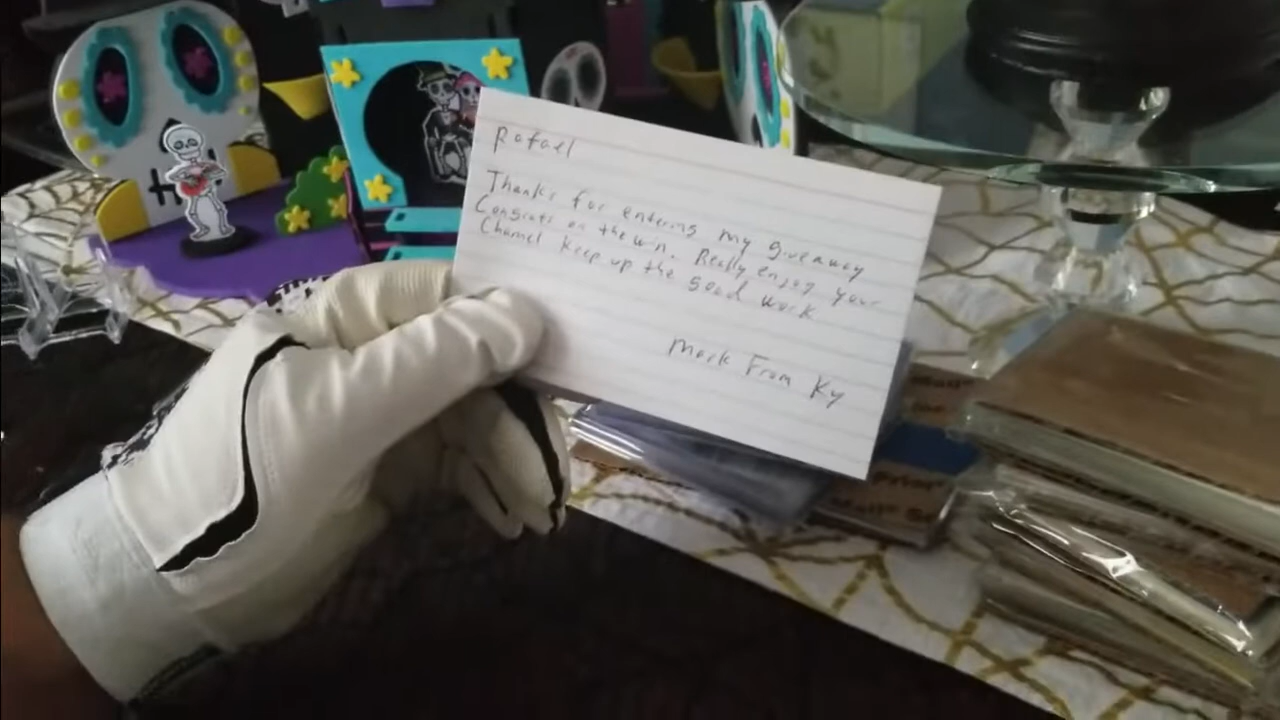 Rafael
Thanks for entering my giveaway
Congrats on the win. Really enjoy your
Channel keep up the good work
Mark From Ky